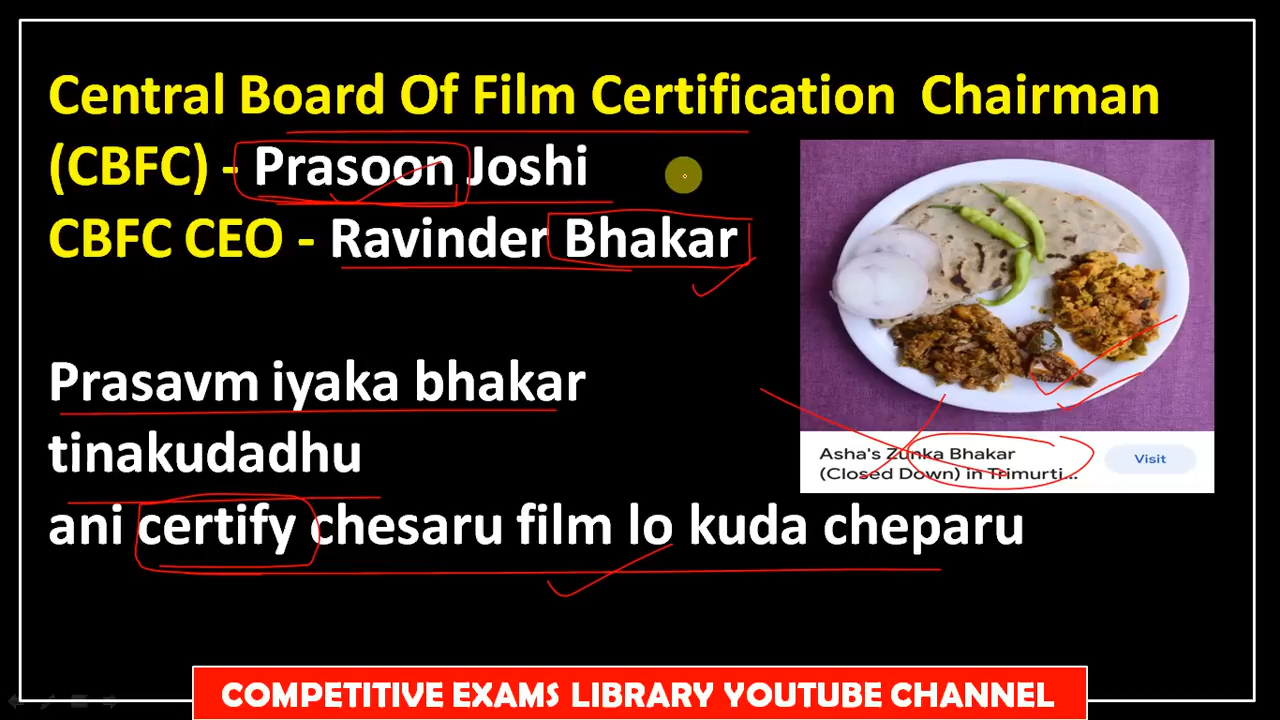 Central Board Of Film Certification Chairman
(CBFC) - Prasoon Joshi
CBFC CEO - Ravinder Bhakar
Prasavm iyaka bhakar
tinakudadhu
ani certify chesaru film lo kuda cheparu
Asha's Zunka Bhakar
(Closed Down) in Trimurti...
Visit
COMPETITIVE EXAMS LIBRARY YOUTUBE CHANNEL